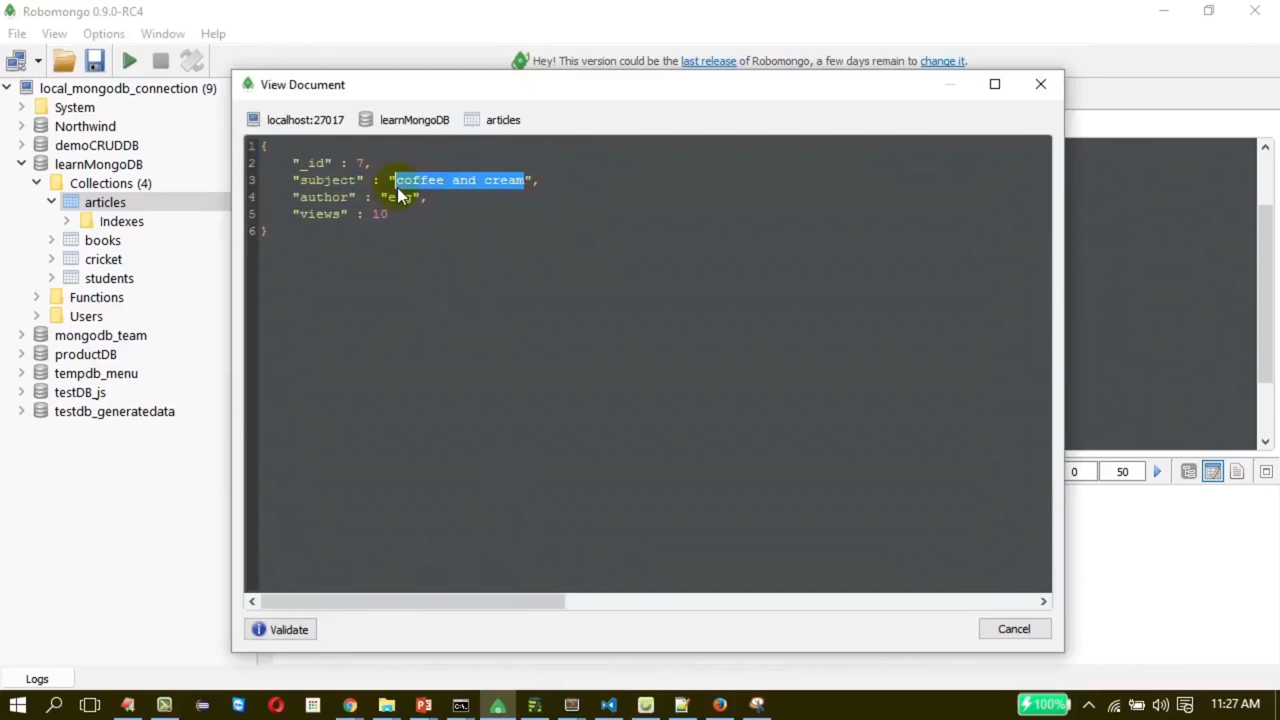 Robomongo 0.9.0-RC4
File View Options Window Help
Hey! This version could be the last release of Robomongo, a few days remain to change it.
local_mongodb_connection (9)
System
Northwind
demoCRUDDB
learnMongoDB
Collections (4)
articles
Indexes
books
cricket
students
Functions
Users
mongodb_team
productDB
tempdb_menu
testDB_js
testdb_generatedata
View Document
localhost:27017 learnMongoDB articles
1 {
2 "_id" : 7,
3 "subject" : "coffee and cream",
4 "author" :
5 "views" : 10
6 }
0 50
Validate
Cancel
Logs
100%
11:27 AM